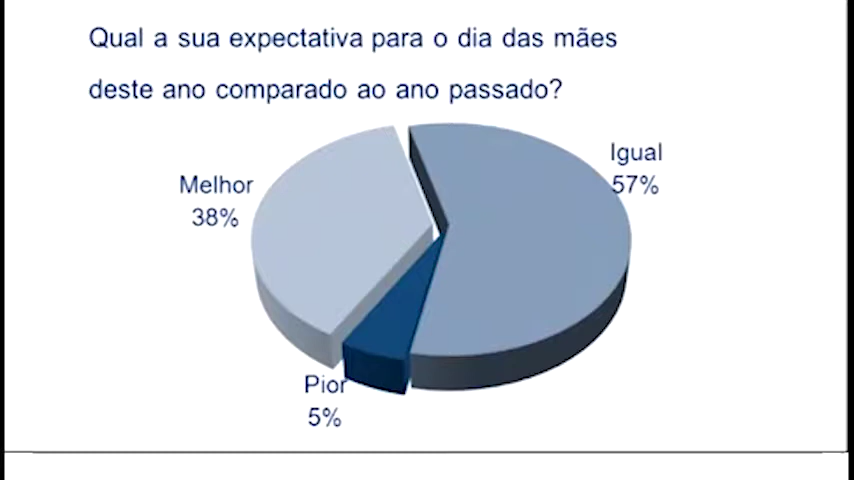 Qual a sua expectativa para o dia das mães
deste ano comparado ao ano passado?
Igual
57%
Melhor
38%
Pior
5%